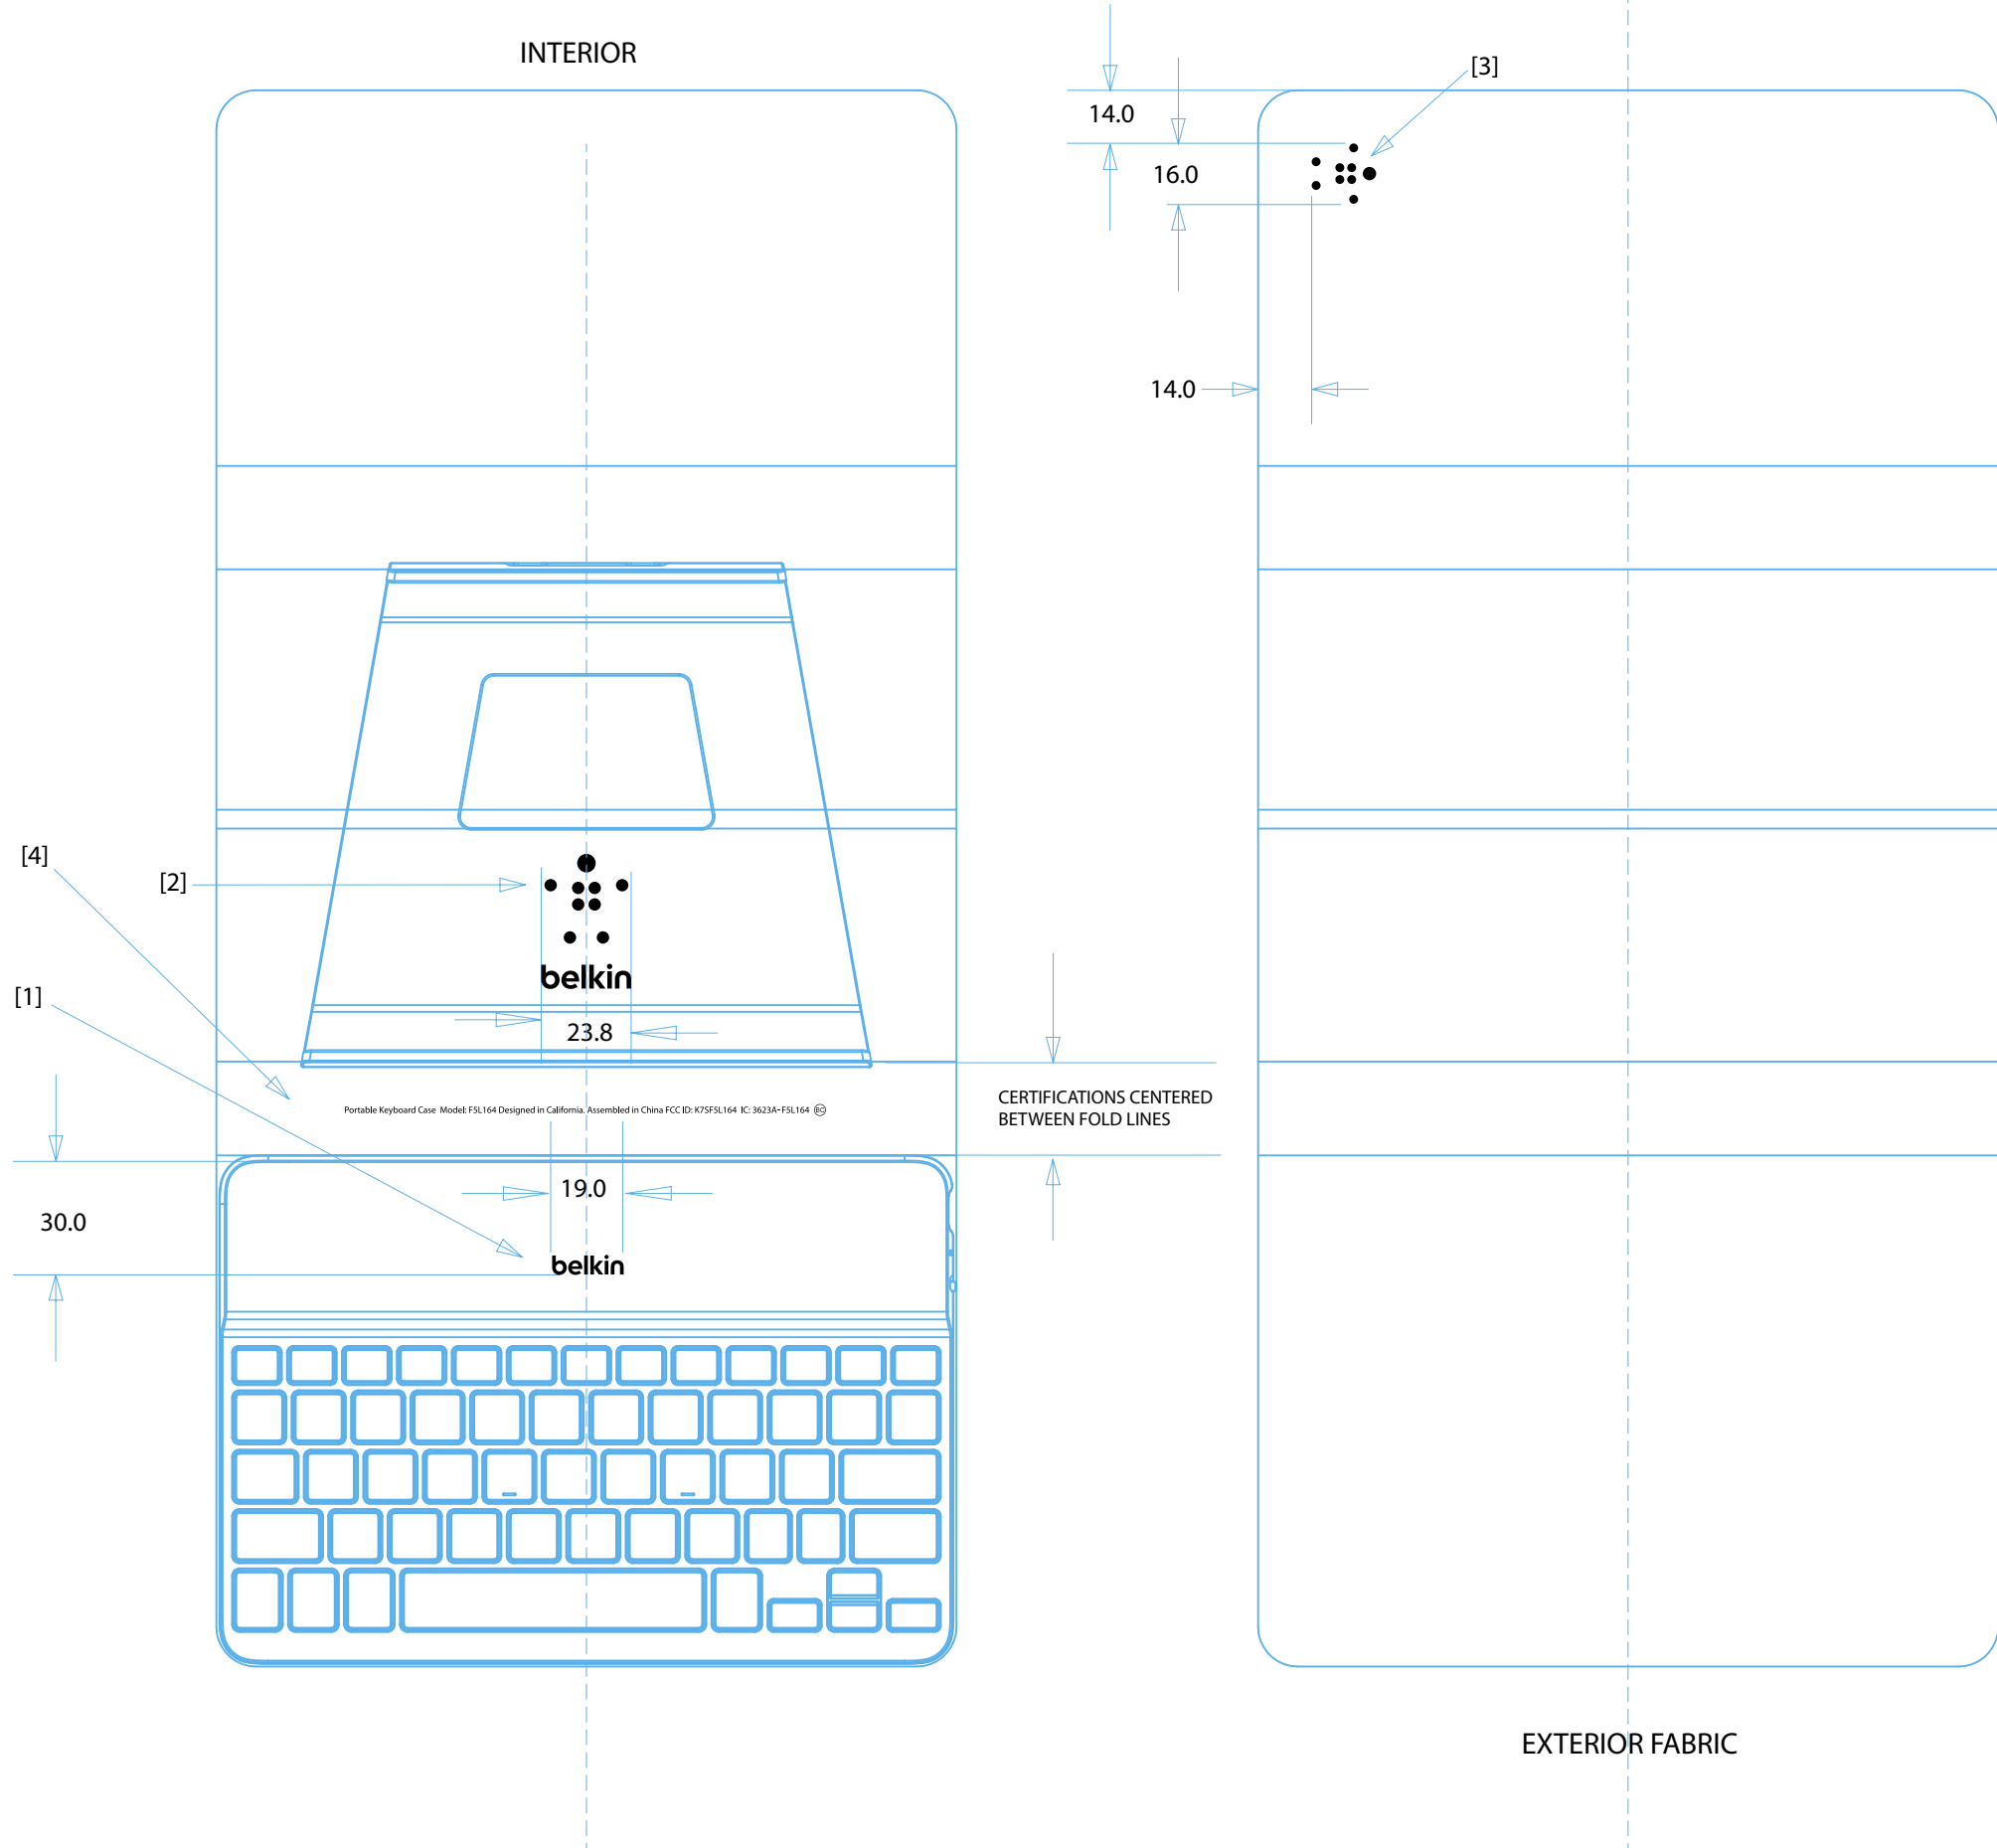 INTERIOR
[3]
14.0
16.0
14.0
[4]
[2]
belkin
[1]
23.8
CERTIFICATIONS CENTERED
BETWEEN FOLD LINES
Portable Keyboard Case Model: F5L164 Designed in California. Assembled in China FCC ID: K7SF5L164 IC: 3623A-F5L164 BC
19.0
30.0
belkin
EXTERIOR FABRIC